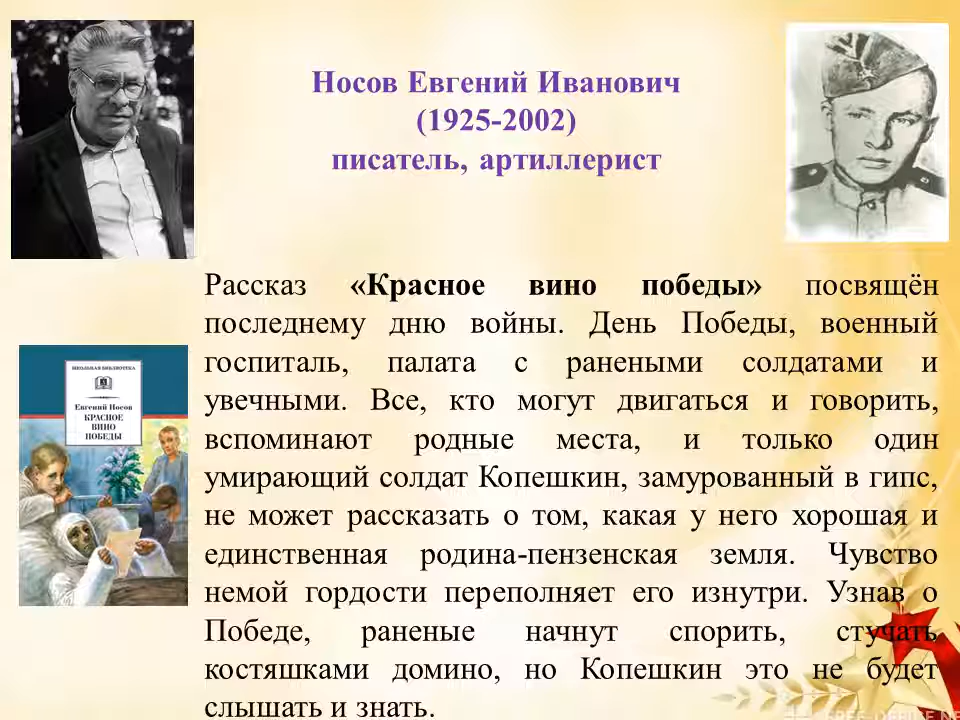 Носов Евгений Иванович
(1925-2002)
писатель, артиллерист
Рассказ «Красное вино победы» посвящён
последнему дню войны. День Победы, военный
госпиталь, палата с ранеными солдатами и
увечными. Все, кто могут двигаться и говорить,
вспоминают родные места, и только один
умирающий солдат Копешкин, замурованный в гипс,
не может рассказать о том, какая у него хорошая и
единственная родина-пензенская земля. Чувство
немой гордости переполняет его изнутри. Узнав о
Победе, раненые начнут спорить, стучать
костяшками домино, но Копешкин это не будет
слышать и знать.
ШКОЛЬНАЯ БИБЛИОТЕКА
Евгений Носов
КРАСНОЕ
ВИНО
ПОБЕДЫ